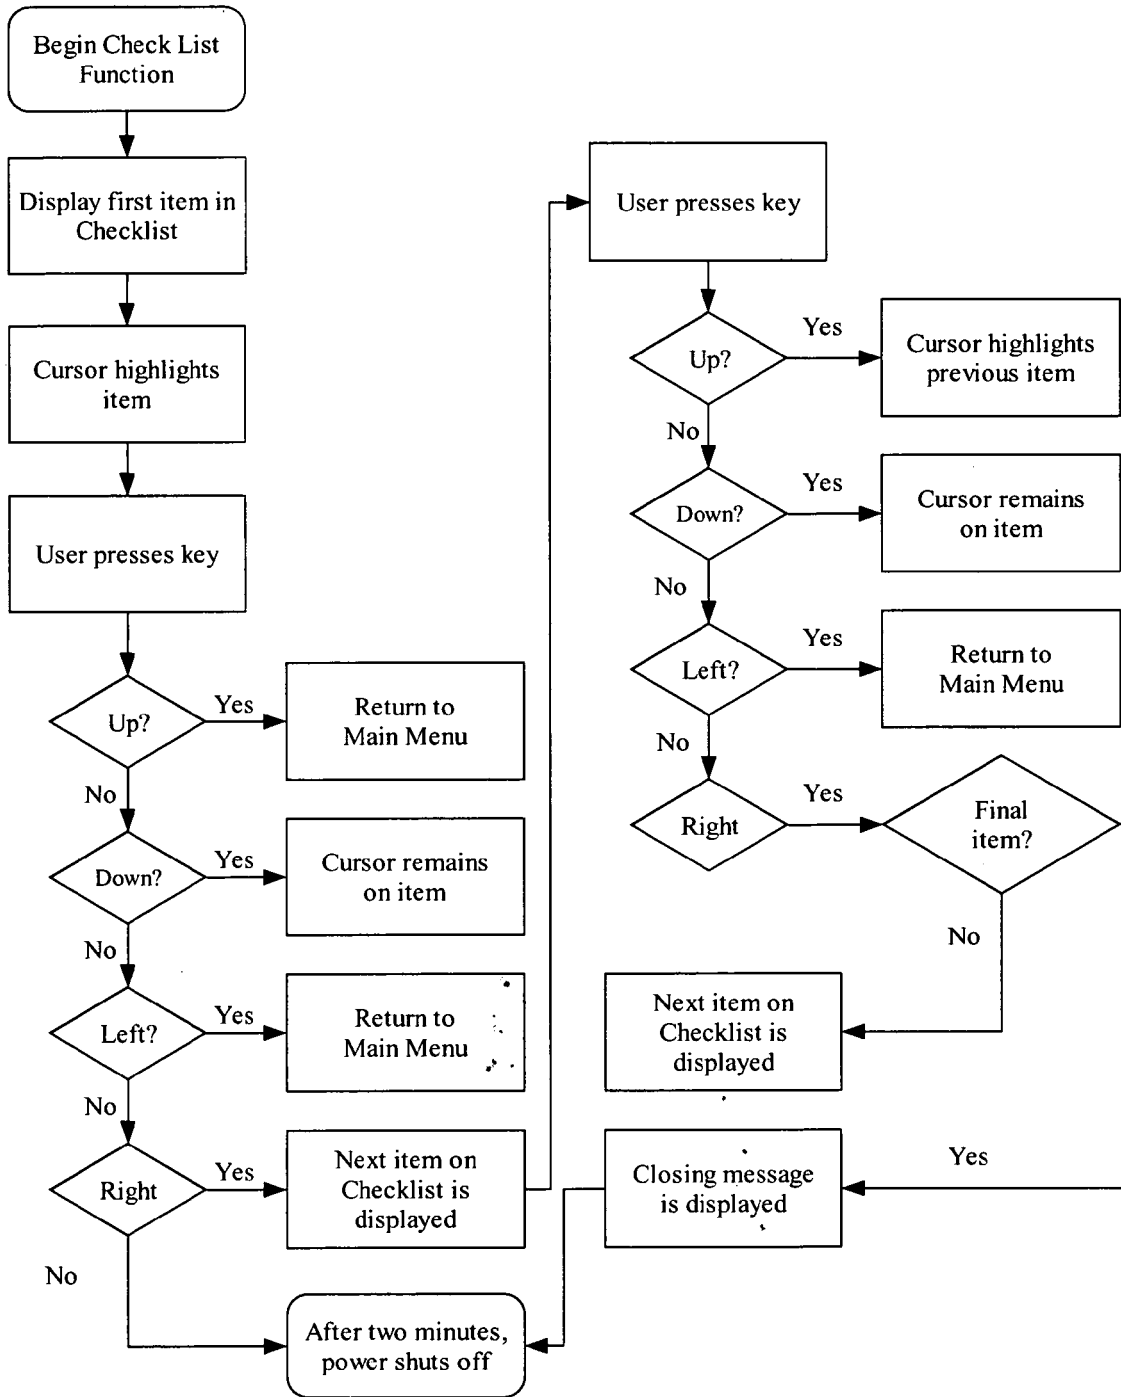 Begin Check List
Function
Display first item in
Checklist
Cursor highlights
item
User presses key
Up?
Yes
Return to
Main Menu
No
Down?
Yes
Cursor remains
on item
No
Left?
Yes
Return to
Main Menu
No
Right
Yes
Next item on
Checklist is
displayed
No
After two minutes,
power shuts off
User presses key
Up?
Yes
Cursor highlights
previous item
No
Down?
Yes
Cursor remains
on item
No
Left?
Yes
Return to
Main Menu
No
Right
Yes
Final
item?
No
Next item on
Checklist is
displayed
Yes
Closing message
is displayed